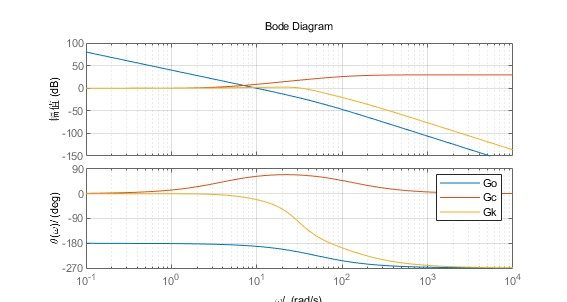 Bode Diagram
幅值 (dB)
100
50
0
-50
-100
-150
θ(ω)/ (deg)
90
0
-90
-180
-270
Go
Gc
Gk
10^-1
10^0
10^1
10^2
10^3
10^4
ω/ (rad/s)